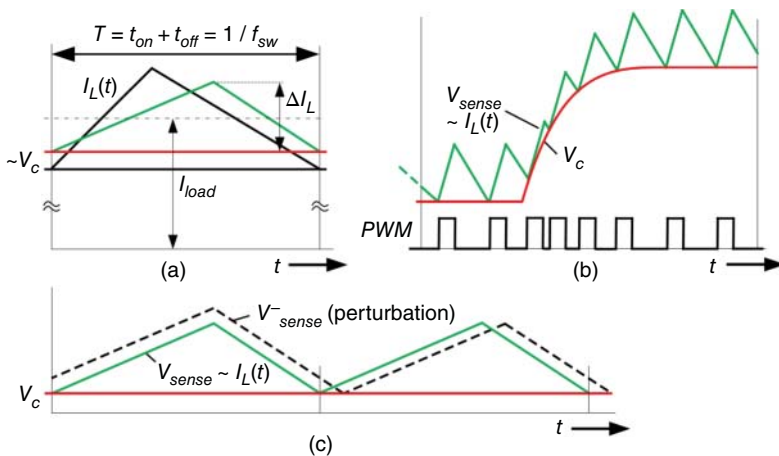 T = t_on + t_off = 1 / f_sw
I_L(t)
ΔI_L
~V_c
I_load
t
(a)
V_sense
~ I_L(t)
V_c
PWM
t
(b)
V⁻_sense (perturbation)
V_sense ~ I_L(t)
V_c
t
(c)